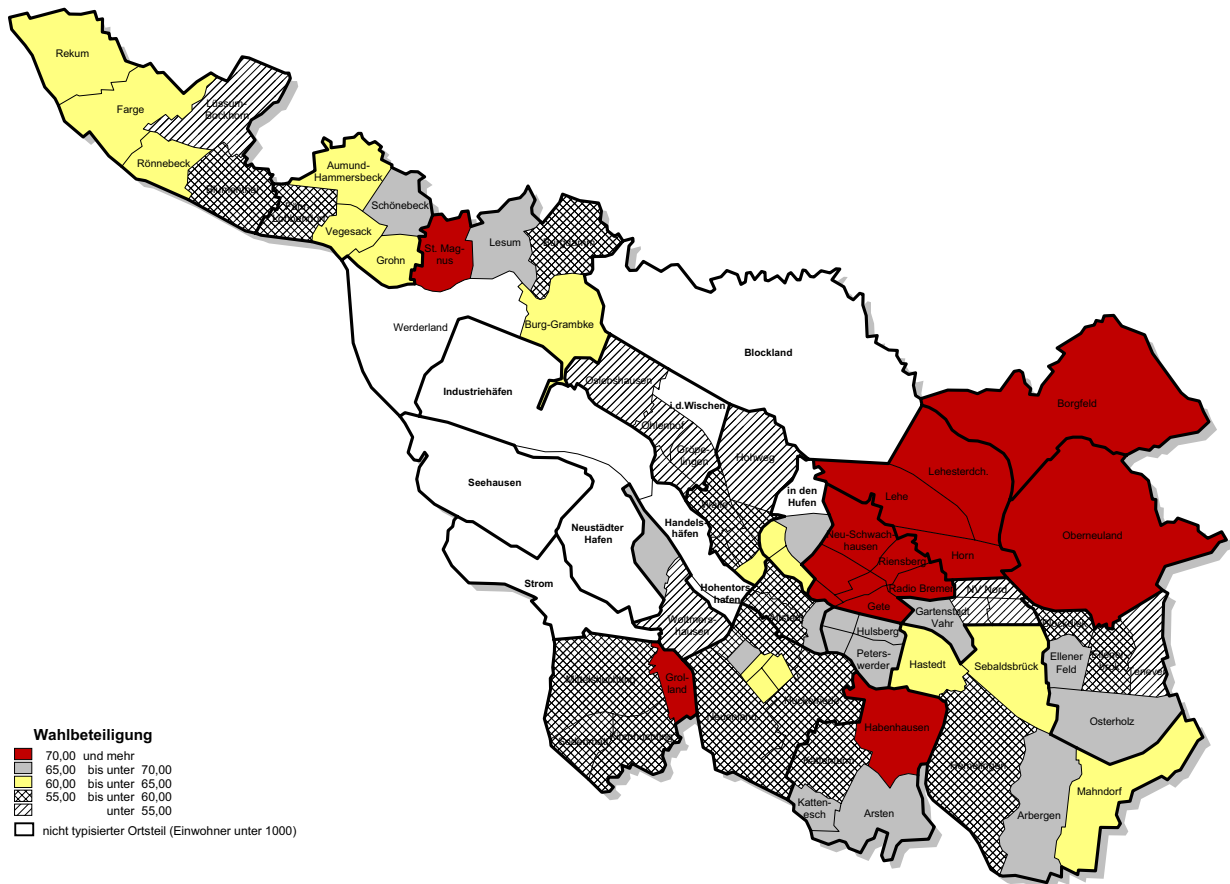 Rekum
Farge
Lüssum-
Bockhorn
Rönnebeck
Aumund-
Hammersbeck
Schönebeck
Vegesack
Grohn
St. Mag-
nus
Lesum
Werderland
Burg-Grambke
Blockland
Industriehäfen
Oslebshausen
i.d.Wischen
Ohlenhof
Gröpe-
lingen
Hohweg
Borgfeld
Lehesterdch.
Lehe
Seehausen
in den
Hufen
Neustädter
Hafen
Handels-
häfen
Neu-Schwach
hausen
Oberneuland
Horn
Riensberg
Strom
Hohentors
hafen
Radio Bremen
NV Nord
Gete
Gartenstadt
Vahr
Woltmers-
hausen
Hulsberg
Peters-
werder
Hastedt
Sebaldsbrück
Ellener
Feld
Grol-
land
Habenhausen
Osterholz
Mahndorf
Katten-
esch
Arsten
Arbergen
Wahlbeteiligung
70,00 und mehr
65,00 bis unter 70,00
60,00 bis unter 65,00
55,00 bis unter 60,00
unter 55,00
nicht typisierter Ortsteil (Einwohner unter 1000)